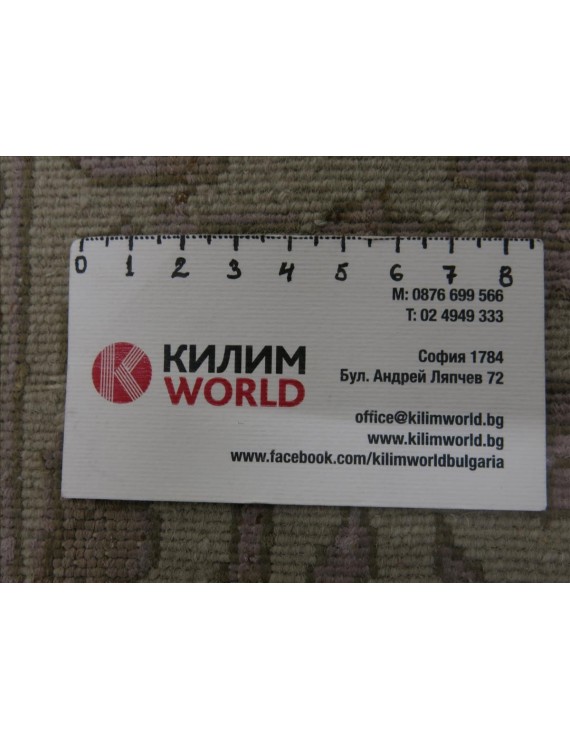 0 1 2 3 4 5 6 7 8
M: 0876 699 566
T: 02 4949 333
КИЛИМ
WORLD
София 1784
Бул. Андрей Ляпчев 72
office@kilimworld.bg
www.kilimworld.bg
www.facebook.com/kilimworldbulgaria